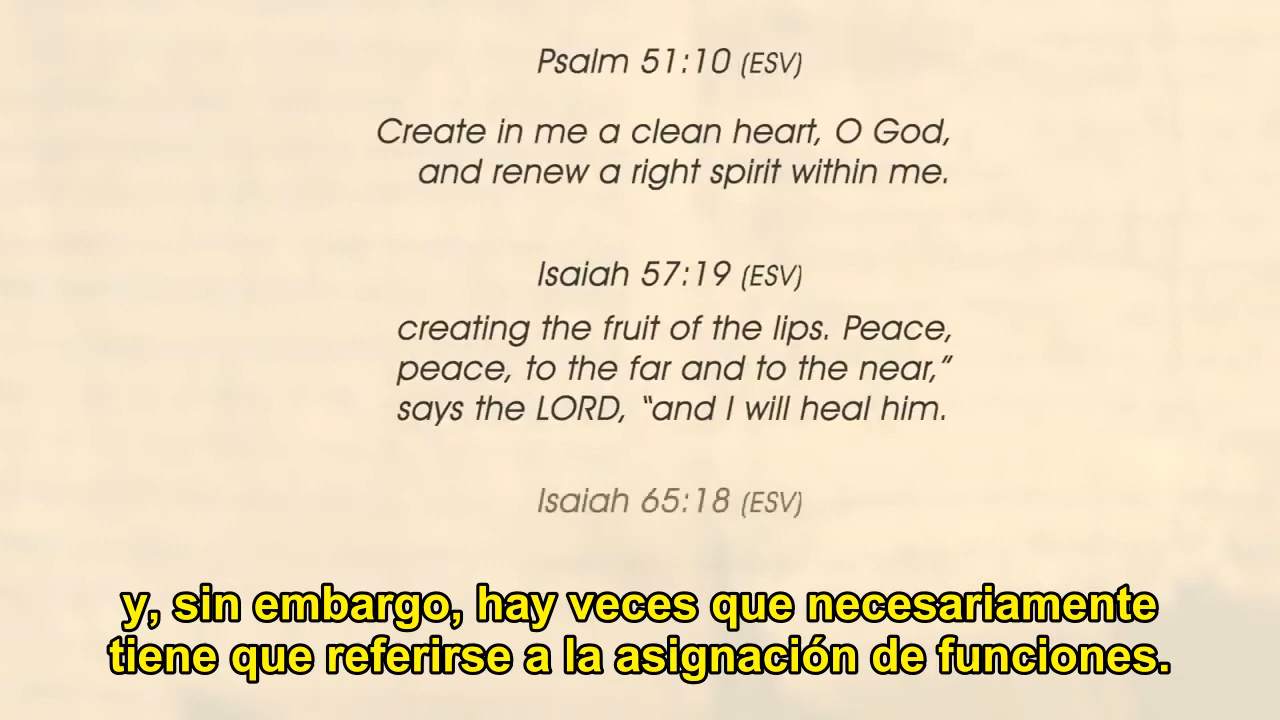 Psalm 51:10 (ESV)
Create in me a clean heart, O God,
and renew a right spirit within me.
Isaiah 57:19 (ESV)
creating the fruit of the lips. Peace,
peace, to the far and to the near,”
says the LORD, “and I will heal him.
Isaiah 65:18 (ESV)
y, sin embargo, hay veces que necesariamente
tiene que referirse a la asignación de funciones.